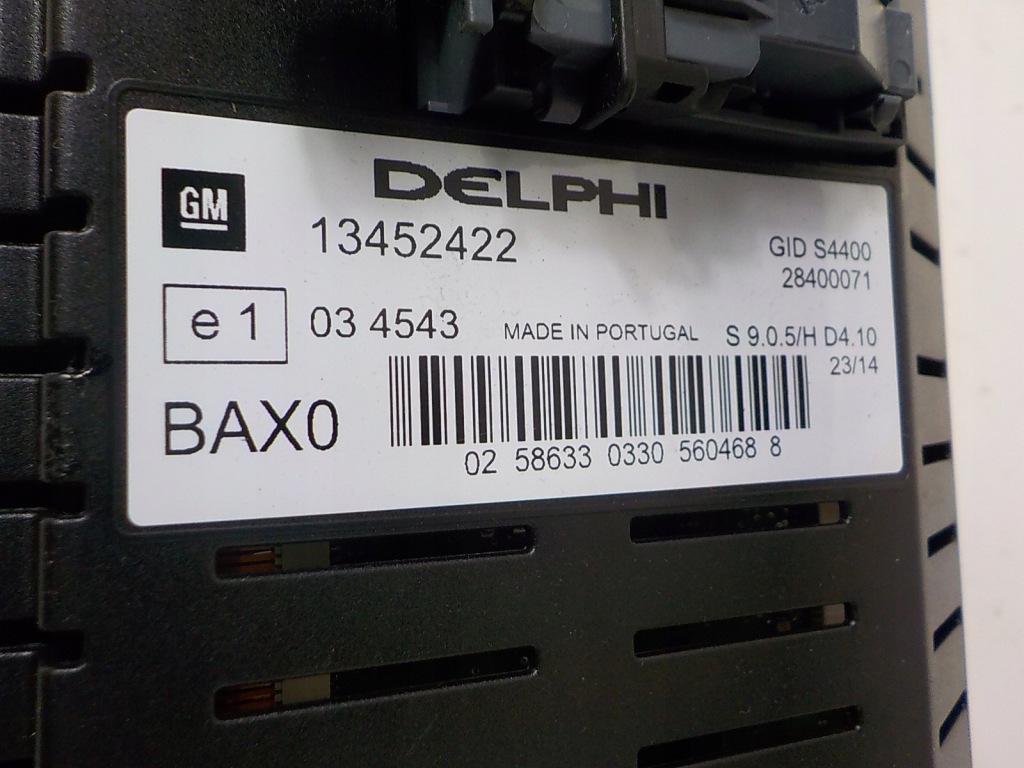 DELPHI
GM
13452422
GID S4400
28400071
e 1
03 4543
MADE IN PORTUGAL
S 9.0.5/H D4.10
23/14
BAX0
02 58633 0330 560468 8